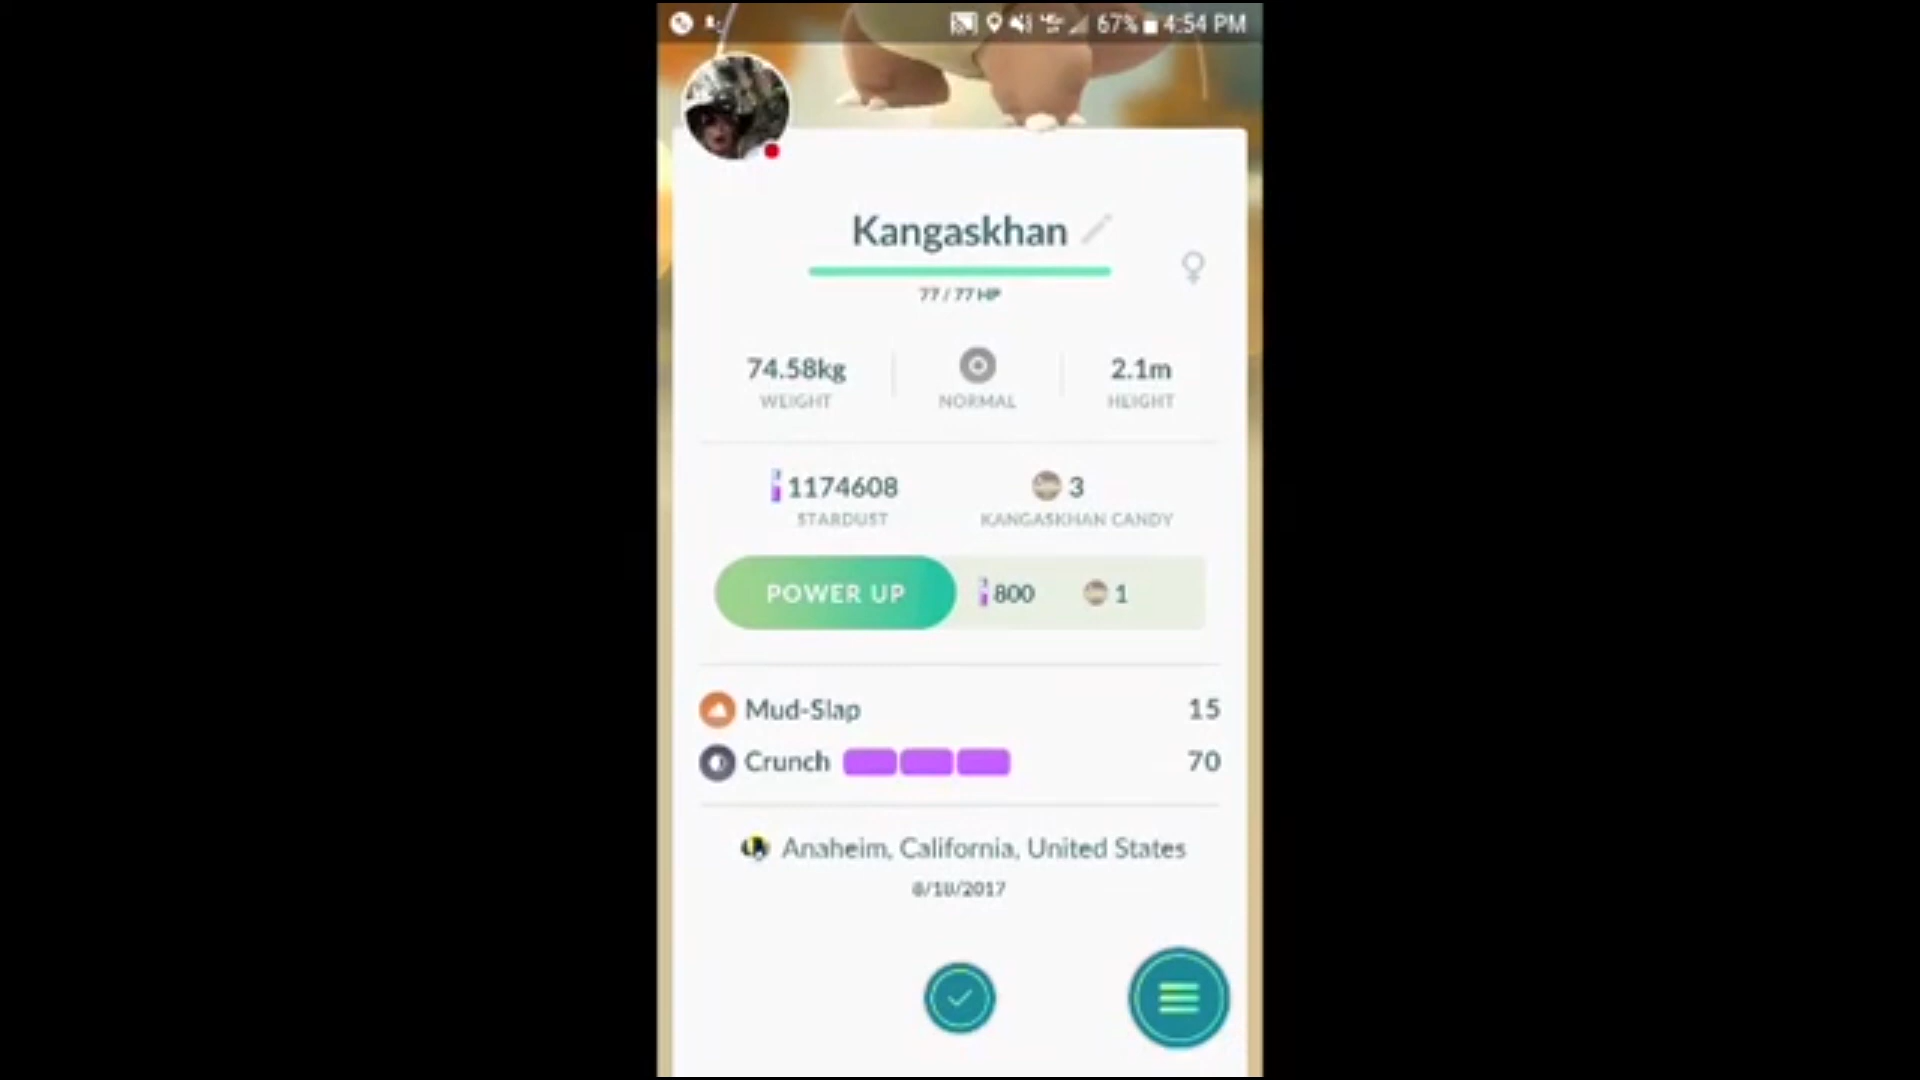 67% 4:54 PM
Kangaskhan
77 / 77 HP
74.58kg
WEIGHT
NORMAL
2.1m
HEIGHT
1174608
STARDUST
3
KANGASKHAN CANDY
POWER UP 800 1
Mud-Slap 15
Crunch 70
Anaheim, California, United States